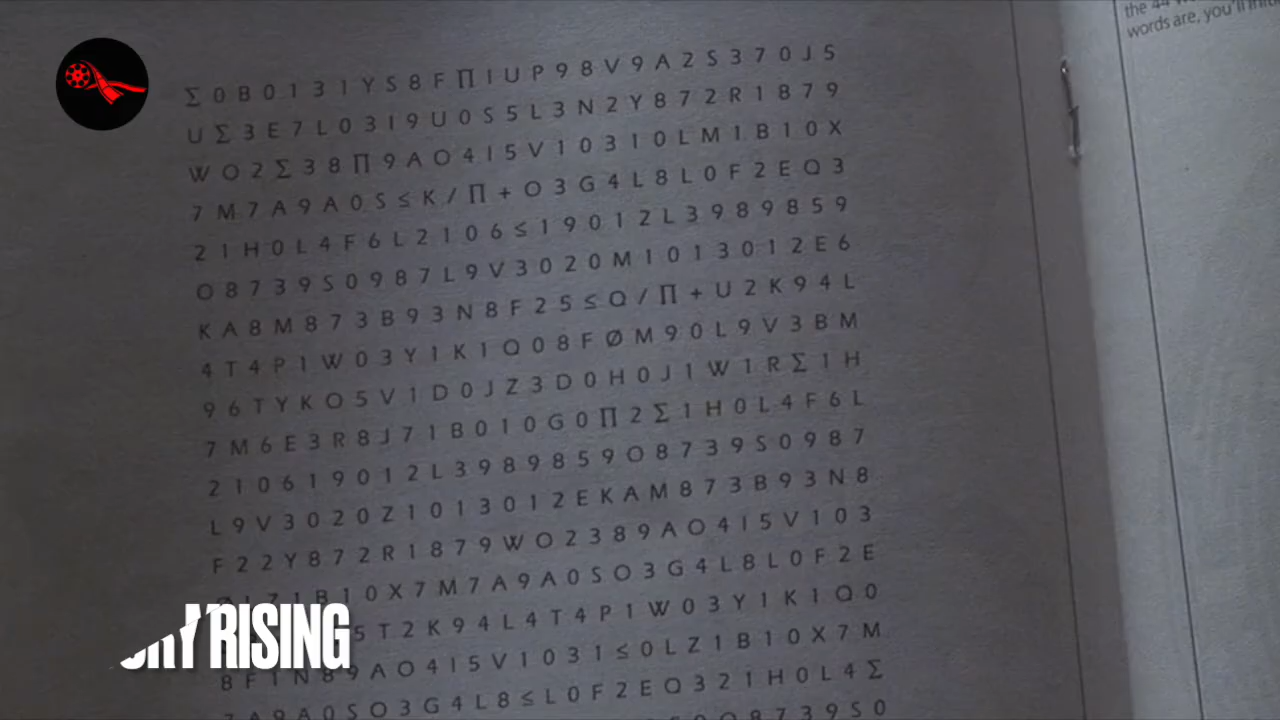 the 44
words are, you'll
Σ 0 B 0 1 3 1 Y S 8 F Π I U P 9 8 V 9 A 2 S 3 7 0 J 5
U Σ 3 E 7 L 0 3 I 9 U 0 S 5 L 3 N 2 Y 8 7 2 R 1 8 7 9
W O 2 Σ 3 8 Π 9 A O 4 I 5 V 1 0 3 1 0 L M 1 B 1 0 X
7 M 7 A 9 A 0 S ≤ K / Π + O 3 G 4 L 8 L 0 F 2 E Q 3
2 1 H 0 L 4 F 6 L 2 1 0 6 ≤ 1 9 0 1 2 L 3 9 8 9 8 5 9
O 8 7 3 9 S 0 9 8 7 L 9 V 3 0 2 0 M 1 0 1 3 0 1 2 E 6
K A 8 M 8 7 3 B 9 3 N 8 F 2 5 ≤ Q / Π + U 2 K 9 4 L
4 T 4 P 1 W 0 3 Y 1 K 1 Q 0 8 F Ø M 9 0 L 9 V 3 B M
9 6 T Y K O 5 V 1 D 0 J Z 3 D 0 H 0 J 1 W 1 R Σ 1 H
7 M 6 E 3 R 8 J 7 1 B 0 1 0 G 0 Π 2 Σ 1 H 0 L 4 F 6 L
2 1 0 6 1 9 0 1 2 L 3 9 8 9 8 5 9 O 8 7 3 9 S 0 9 8 7
L 9 V 3 0 2 0 Z 1 0 1 3 0 1 2 E K A M 8 7 3 B 9 3 N 8
F 2 2 Y 8 7 2 R 1 8 7 9 W O 2 3 8 9 A O 4 I 5 V 1 0 3
L Z 1 B 1 0 X 7 M 7 A 9 A 0 S O 3 G 4 L 8 L 0 F 2 E
5 T 2 K 9 4 L 4 T 4 P 1 W 0 3 Y 1 K 1 Q 0
8 F 1 N 8 9 A O 4 I 5 V 1 0 3 1 ≤ 0 L Z 1 B 1 0 X 7 M
A 9 A 0 S O 3 G 4 L 8 ≤ L 0 F 2 E Q 3 2 1 H 0 L 4 Σ
8 7 3 9 S 0
RISING